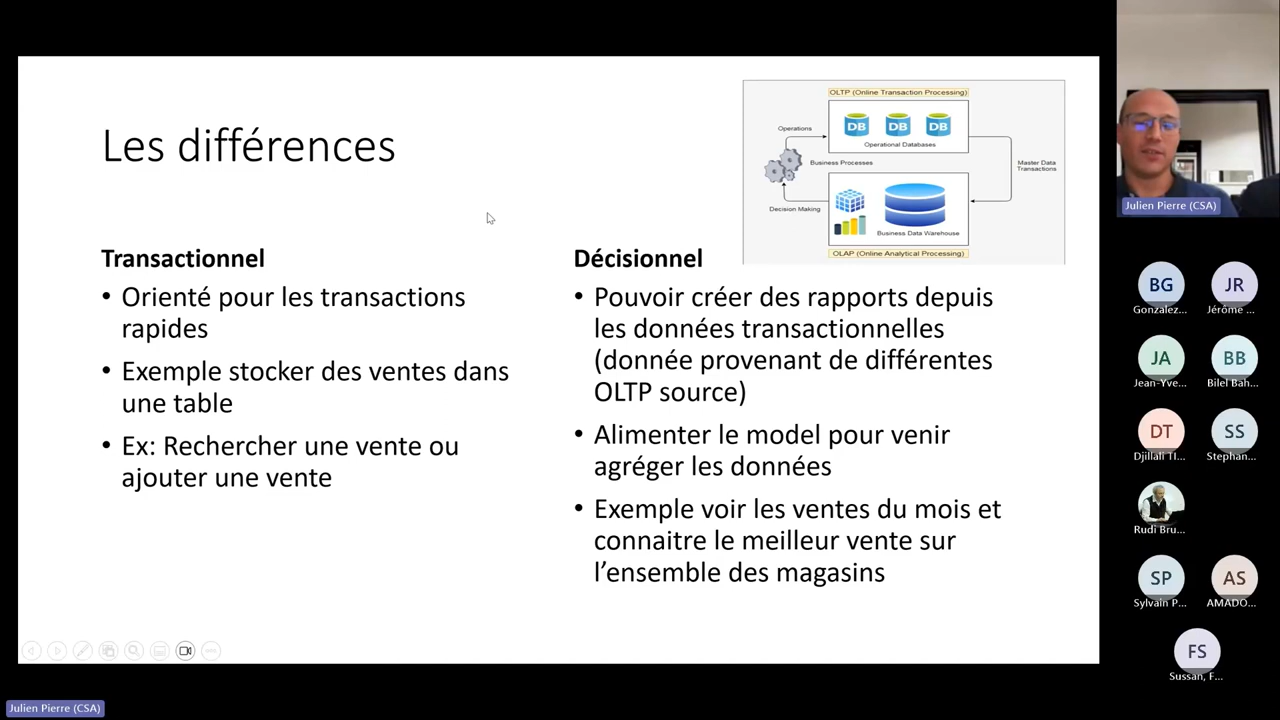 Les différences
OLTP (Online Transaction Processing)
DB
DB
DB
Operational Databases
Operations
Business Processes
Master Data
Transactions
Decision Making
Business Data Warehouse
OLAP (Online Analytical Processing)
Transactionnel
• Orienté pour les transactions
rapides
• Exemple stocker des ventes dans
une table
• Ex: Rechercher une vente ou
ajouter une vente
Décisionnel
• Pouvoir créer des rapports depuis
les données transactionnelles
(donnée provenant de différentes
OLTP source)
• Alimenter le model pour venir
agréger les données
• Exemple voir les ventes du mois et
connaitre le meilleur vente sur
l’ensemble des magasins
Julien Pierre (CSA)
BG
Gonzalez...
JR
Jérôme ...
JA
Jean-Yve...
BB
Bilel Bah...
DT
Djillali TI...
SS
Stephan...
Rudi Bru...
SP
Sylvain P...
AS
AMADO...
FS
Sussan, F...
Julien Pierre (CSA)